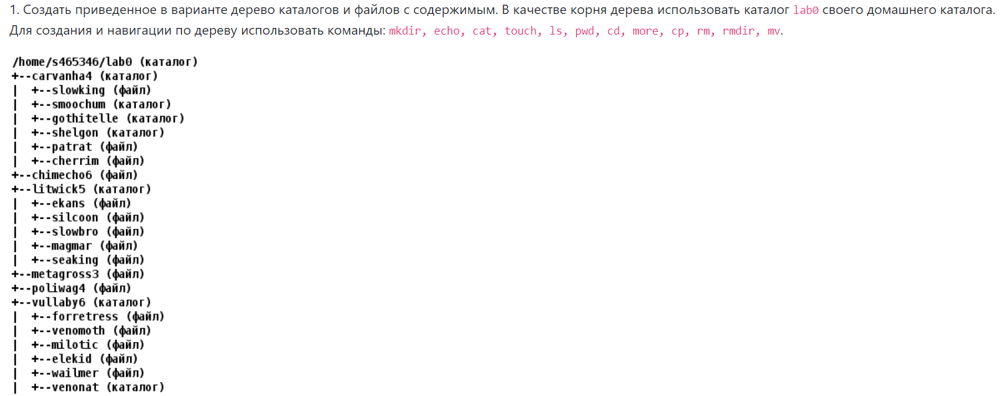 1. Создать приведенное в варианте дерево каталогов и файлов с содержимым. В качестве корня дерева использовать каталог lab0 своего домашнего каталога.
Для создания и навигации по дереву использовать команды: mkdir, echo, cat, touch, ls, pwd, cd, more, cp, rm, rmdir, mv.
/home/s465346/lab0 (каталог)
+--carvanha4 (каталог)
|  +--slowking (файл)
|  +--smoochum (каталог)
|  +--gothitelle (каталог)
|  +--shelgon (каталог)
|  +--patrat (файл)
|  +--cherrim (файл)
+--chimecho6 (файл)
+--litwick5 (каталог)
|  +--ekans (файл)
|  +--silcoon (файл)
|  +--slowbro (файл)
|  +--magmar (файл)
|  +--seaking (файл)
+--metagross3 (файл)
+--poliwag4 (файл)
+--vullaby6 (каталог)
|  +--forretress (файл)
|  +--venomoth (файл)
|  +--milotic (файл)
|  +--elekid (файл)
|  +--wailmer (файл)
|  +--venonat (каталог)